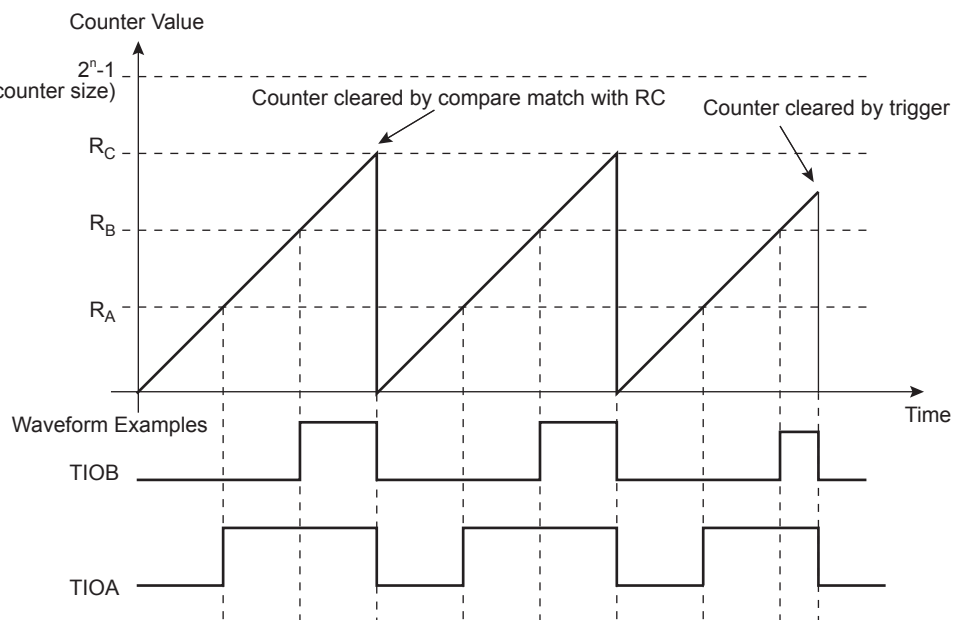 Counter Value
2ⁿ-1
counter size)
Counter cleared by compare match with RC
Counter cleared by trigger
R_C
R_B
R_A
Time
Waveform Examples
TIOB
TIOA